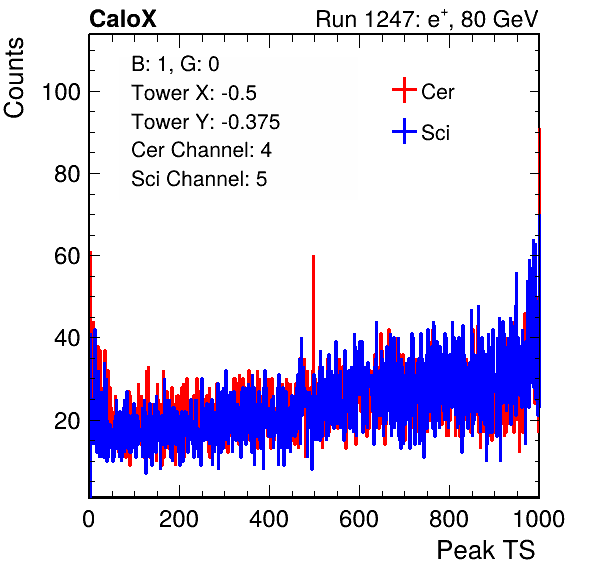 CaloX Run 1247: e⁺, 80 GeV
Counts
B: 1, G: 0
Tower X: -0.5
Tower Y: -0.375
Cer Channel: 4
Sci Channel: 5
Cer
Sci
100
80
60
40
20
0 200 400 600 800 1000
Peak TS